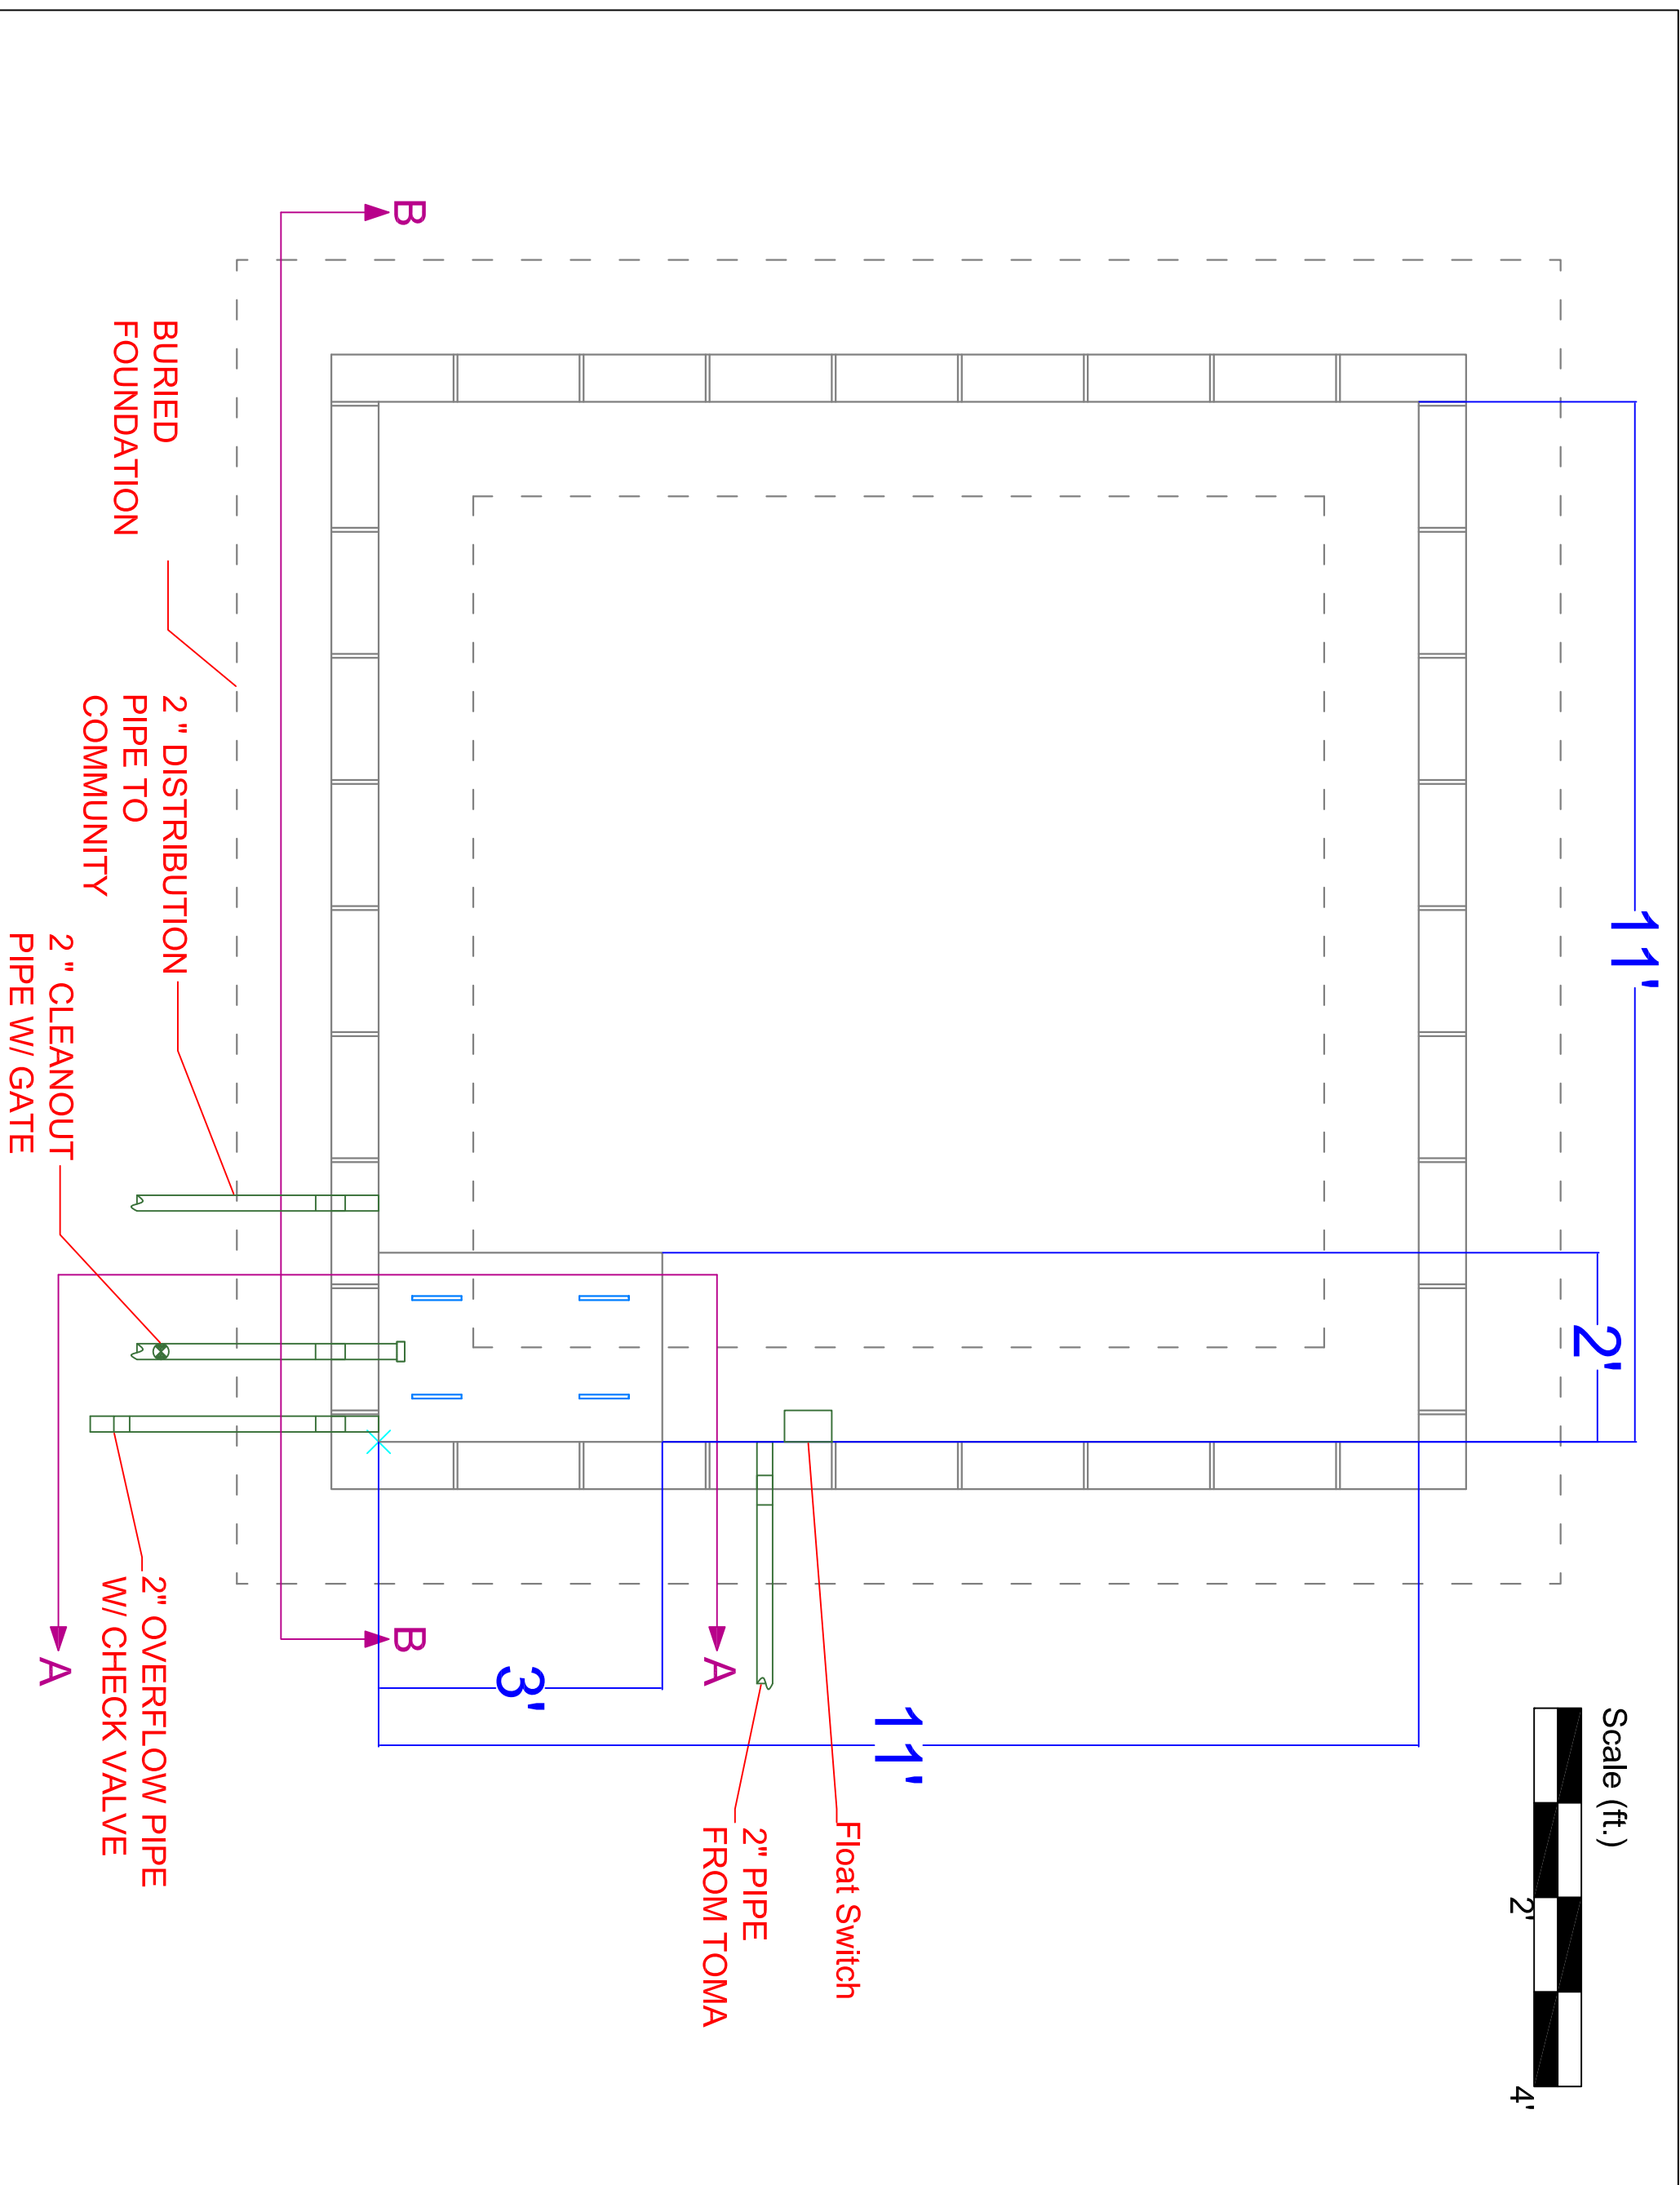 Scale (ft.)
2'
4'
11'
2'
11'
3'
Float Switch
2" PIPE
FROM TOMA
A
A
B
B
BURIED
FOUNDATION
2 " DISTRIBUTION
PIPE TO
COMMUNITY
2 " CLEANOUT
PIPE W/ GATE
2" OVERFLOW PIPE
W/ CHECK VALVE